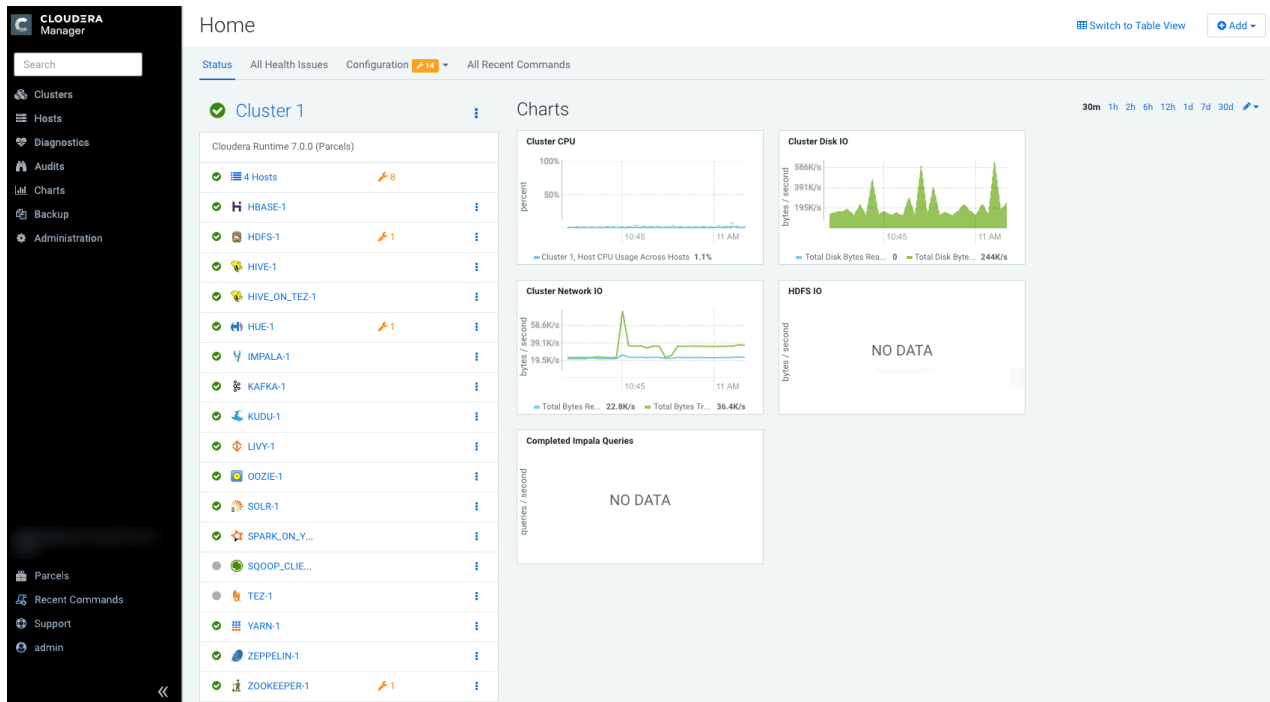 CLOUDERA
Manager
Search
Clusters
Hosts
Diagnostics
Audits
Charts
Backup
Administration
Parcels
Recent Commands
Support
admin
Home
Switch to Table View
Add
Status All Health Issues Configuration 14 All Recent Commands
Cluster 1
Cloudera Runtime 7.0.0 (Parcels)
4 Hosts 8
HBASE-1
HDFS-1 1
HIVE-1
HIVE_ON_TEZ-1
HUE-1 1
IMPALA-1
KAFKA-1
KUDU-1
LIVY-1
OOZIE-1
SOLR-1
SPARK_ON_Y...
SQOOP_CLIE...
TEZ-1
YARN-1
ZEPPELIN-1
ZOOKEEPER-1 1
Charts
30m 1h 2h 6h 12h 1d 7d 30d
Cluster CPU
percent
100%
50%
10:45 11 AM
Cluster 1, Host CPU Usage Across Hosts 1.1%
Cluster Disk IO
bytes / second
586K/s
391K/s
195K/s
10:45 11 AM
Total Disk Bytes Rea... 0 Total Disk Byte... 244K/s
Cluster Network IO
bytes / second
58.6K/s
39.1K/s
19.5K/s
10:45 11 AM
Total Bytes Re... 22.8K/s Total Bytes Tr... 36.4K/s
HDFS IO
bytes / second
NO DATA
Completed Impala Queries
queries / second
NO DATA